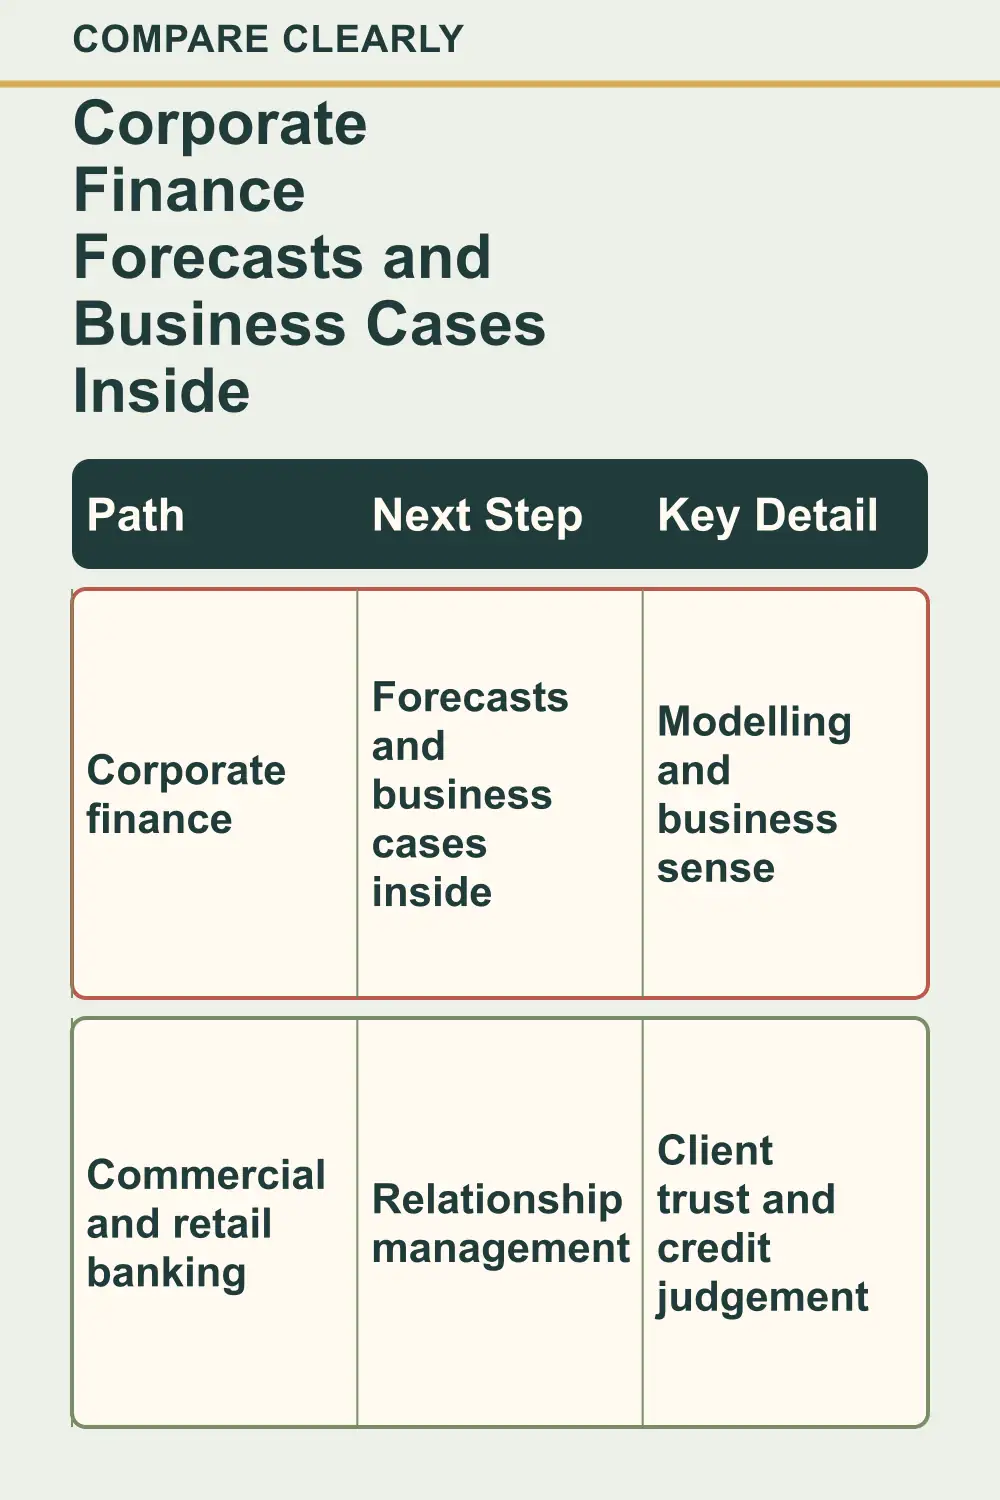 COMPARE CLEARLY
Corporate
Finance
Forecasts and
Business Cases
Inside
Path
Next Step
Key Detail
Corporate
finance
Forecasts
and
business
cases
inside
Modelling
and
business
sense
Commercial
and retail
banking
Relationship
management
Client
trust and
credit
judgement